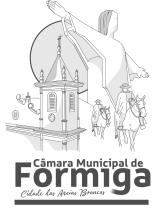 Câmara Municipal de
Formiga
Cidade das Areias Brancas